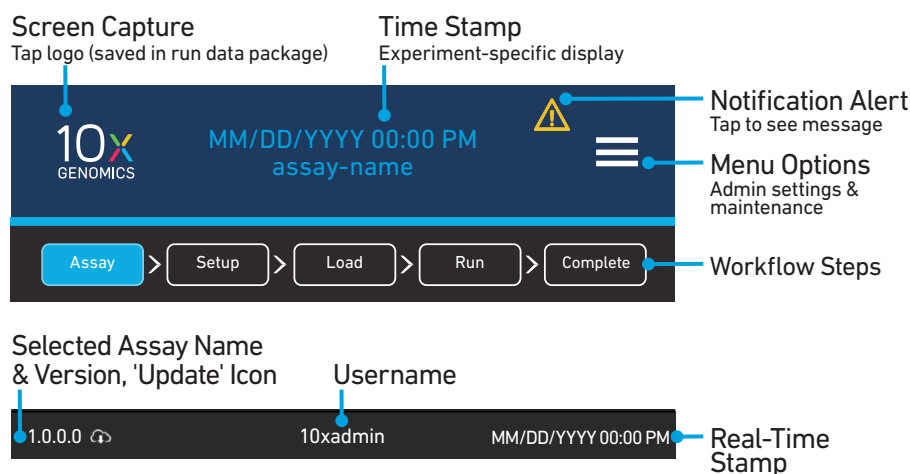 Screen Capture
Tap logo (saved in run data package)
Time Stamp
Experiment-specific display
Notification Alert
Tap to see message
10x
GENOMICS
MM/DD/YYYY 00:00 PM
assay-name
Menu Options
Admin settings &
maintenance
Assay > Setup > Load > Run > Complete
Workflow Steps
Selected Assay Name
& Version, 'Update' Icon
Username
1.0.0.0
10xadmin
MM/DD/YYYY 00:00 PM
Real-Time
Stamp